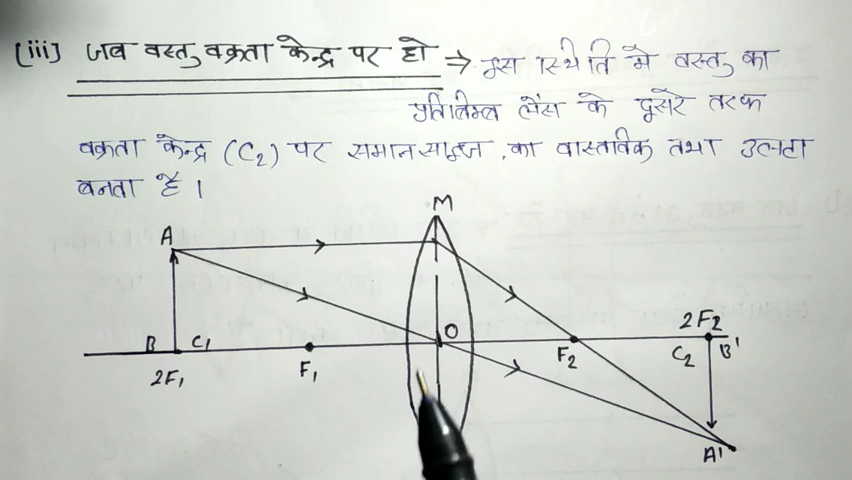 (iii) जब वस्तु वक्रता केन्द्र पर हो ⇒ इस स्थिति मे वस्तु का
प्रतिबिम्ब लैंस के दूसरे तरफ
वक्रता केन्द्र (C2) पर समान साइज का वास्तविक तथा उल्टा
बनता है।
M
A
O
2F2
B C1 F1 F2 C2 B'
2F1
A'